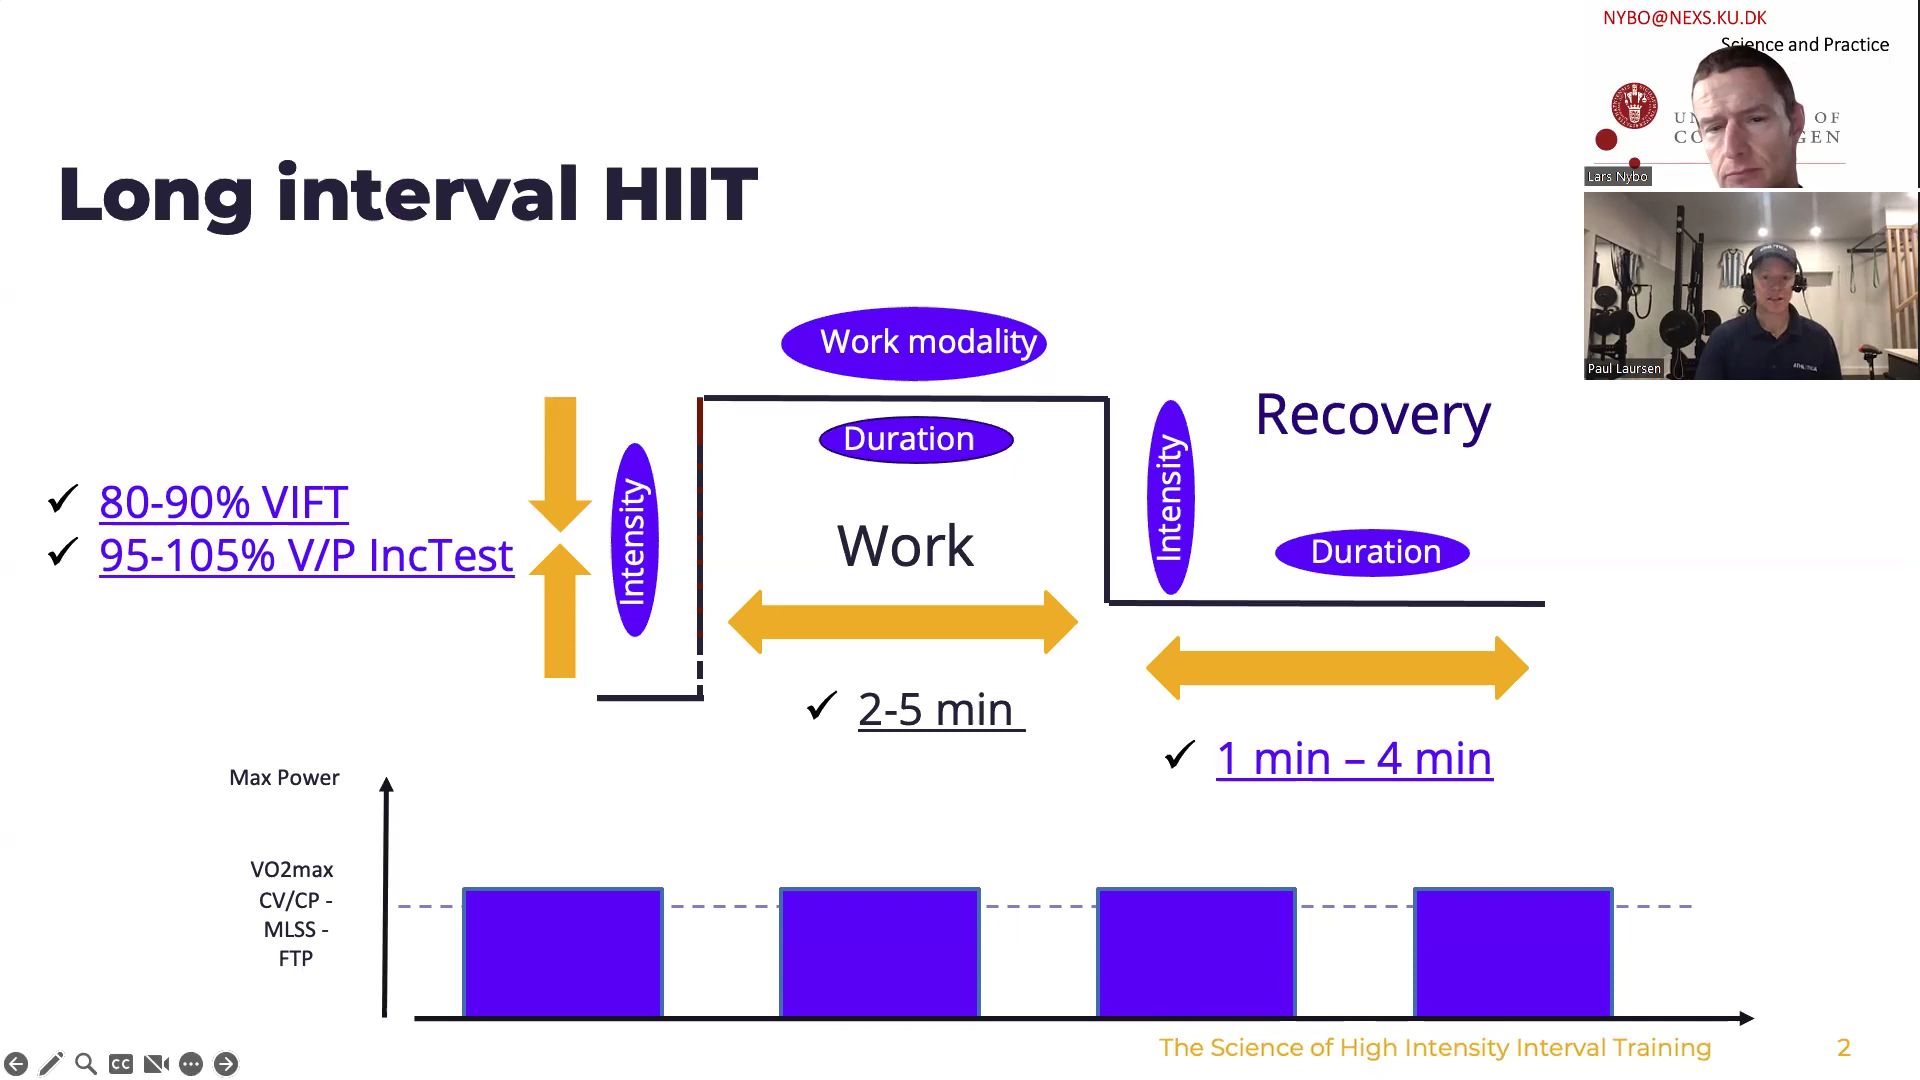 NYBO@NEXS.KU.DK
Science and Practice
OF
Lars Nybo
Paul Laursen
Long interval HIIT
Work modality
Duration
Recovery
Intensity
Work
Intensity
Duration
✓ 80-90% VIFT
✓ 95-105% V/P IncTest
✓ 2-5 min
✓ 1 min – 4 min
Max Power
VO2max
CV/CP -
MLSS -
FTP
The Science of High Intensity Interval Training
2
CC